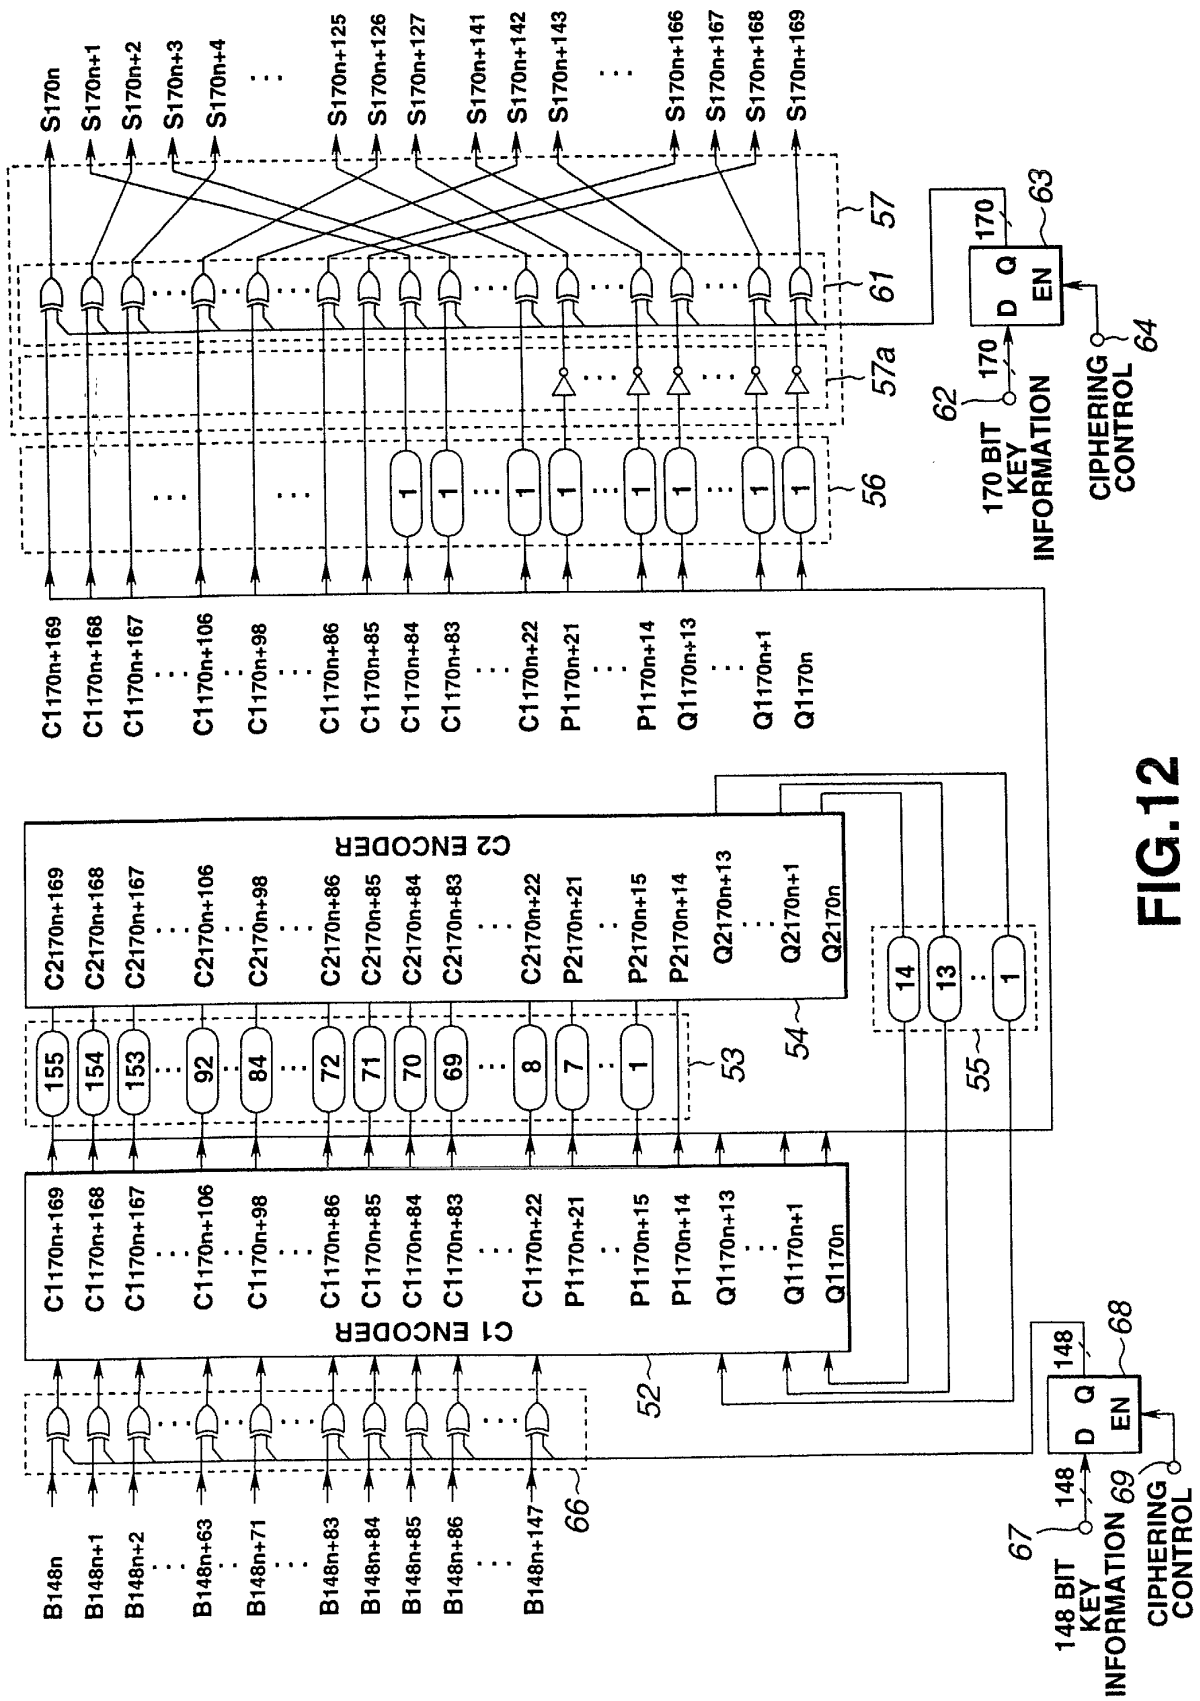 B148n
B148n+1
B148n+2
B148n+63
B148n+71
B148n+83
B148n+84
B148n+85
B148n+86
B148n+147
66
67
148 BIT
KEY
INFORMATION
148
D Q
EN
148
68
69
CIPHERING
CONTROL
C1 ENCODER
C1170n+169
C1170n+168
C1170n+167
C1170n+106
C1170n+98
C1170n+86
C1170n+85
C1170n+84
C1170n+83
C1170n+22
P1170n+21
P1170n+15
P1170n+14
Q1170n+13
Q1170n+1
Q1170n
52
155
154
153
92
84
72
71
70
69
8
7
1
53
C2170n+169
C2170n+168
C2170n+167
C2170n+106
C2170n+98
C2170n+86
C2170n+85
C2170n+84
C2170n+83
C2170n+22
P2170n+21
P2170n+15
P2170n+14
Q2170n+13
Q2170n+1
Q2170n
C2 ENCODER
54
14
13
1
55
C1170n+169
C1170n+168
C1170n+167
C1170n+106
C1170n+98
C1170n+86
C1170n+85
C1170n+84
C1170n+83
C1170n+22
P1170n+21
P1170n+14
Q1170n+13
Q1170n+1
Q1170n
1
1
1
1
1
1
1
1
56
57a
61
57
S170n
S170n+1
S170n+2
S170n+3
S170n+4
S170n+125
S170n+126
S170n+127
S170n+141
S170n+142
S170n+143
S170n+166
S170n+167
S170n+168
S170n+169
62
170 BIT
KEY
INFORMATION
170
D Q
EN
170
63
64
CIPHERING
CONTROL
FIG.12